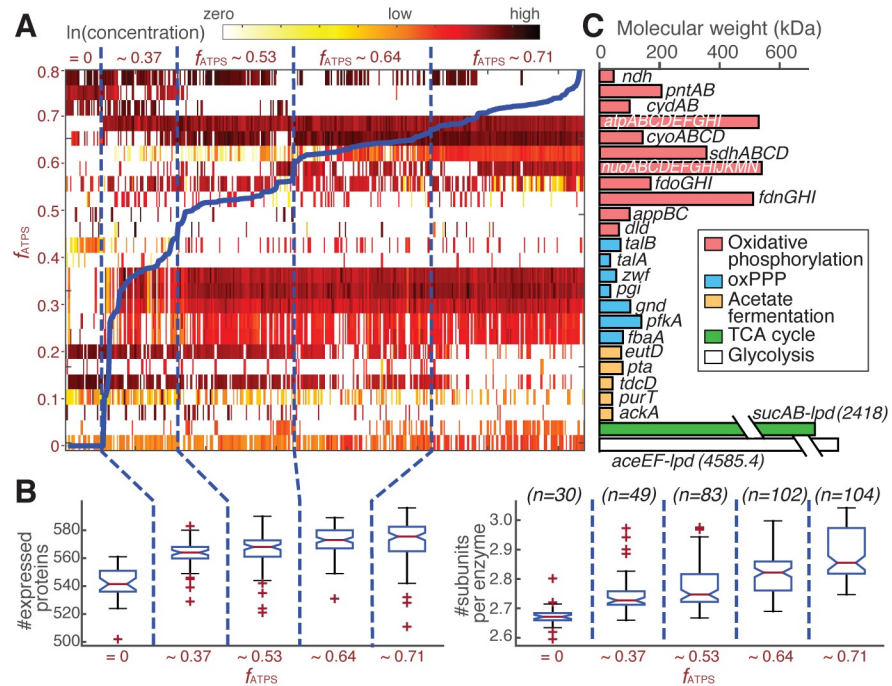 A
ln(concentration)
zero
low
high
= 0
~ 0.37
fATPS ~ 0.53
fATPS ~ 0.64
fATPS ~ 0.71
fATPS
0.8
0.7
0.6
0.5
0.4
0.3
0.2
0.1
0
C
Molecular weight (kDa)
0
200
400
600
ndh
pntAB
cydAB
atpABCDEFGHI
cyoABCD
sdhABCD
nuoABCDEFGHIJKMN
fdoGHI
fdnGHI
appBC
dld
talB
talA
zwf
pgi
gnd
pfkA
fbaA
eutD
pta
tdcD
purT
ackA
sucAB-lpd (2418)
aceEF-lpd (4585.4)
Oxidative
phosphorylation
oxPPP
Acetate
fermentation
TCA cycle
Glycolysis
B
#expressed
proteins
580
560
540
500
= 0
~ 0.37
~ 0.53
~ 0.64
~ 0.71
fATPS
(n=30)
(n=49)
(n=83)
(n=102)
(n=104)
#subunits
per enzyme
3.0
2.9
2.8
2.7
2.6
= 0
~ 0.37
~ 0.53
~ 0.64
~ 0.71
fATPS